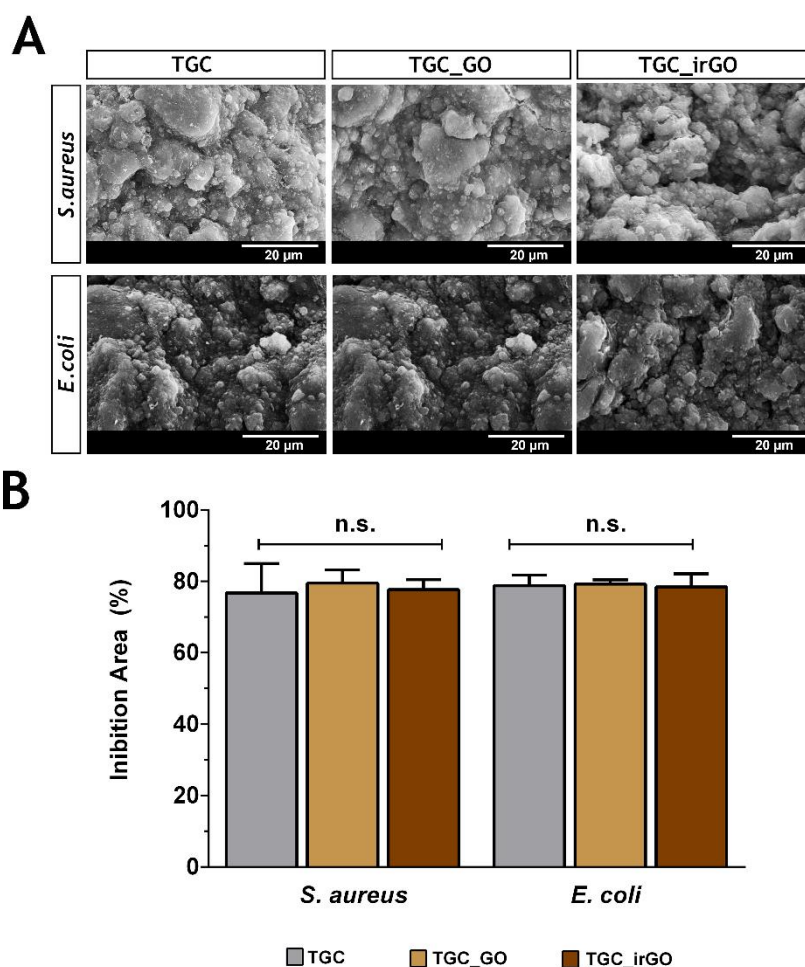 A
TGC TGC_GO TGC_irGO
S.aureus
20 µm 20 µm 20 µm
E.coli
20 µm 20 µm 20 µm
B
100
80
60
40
20
0
Inibition Area (%)
n.s. n.s.
S. aureus E. coli
TGC TGC_GO TGC_irGO